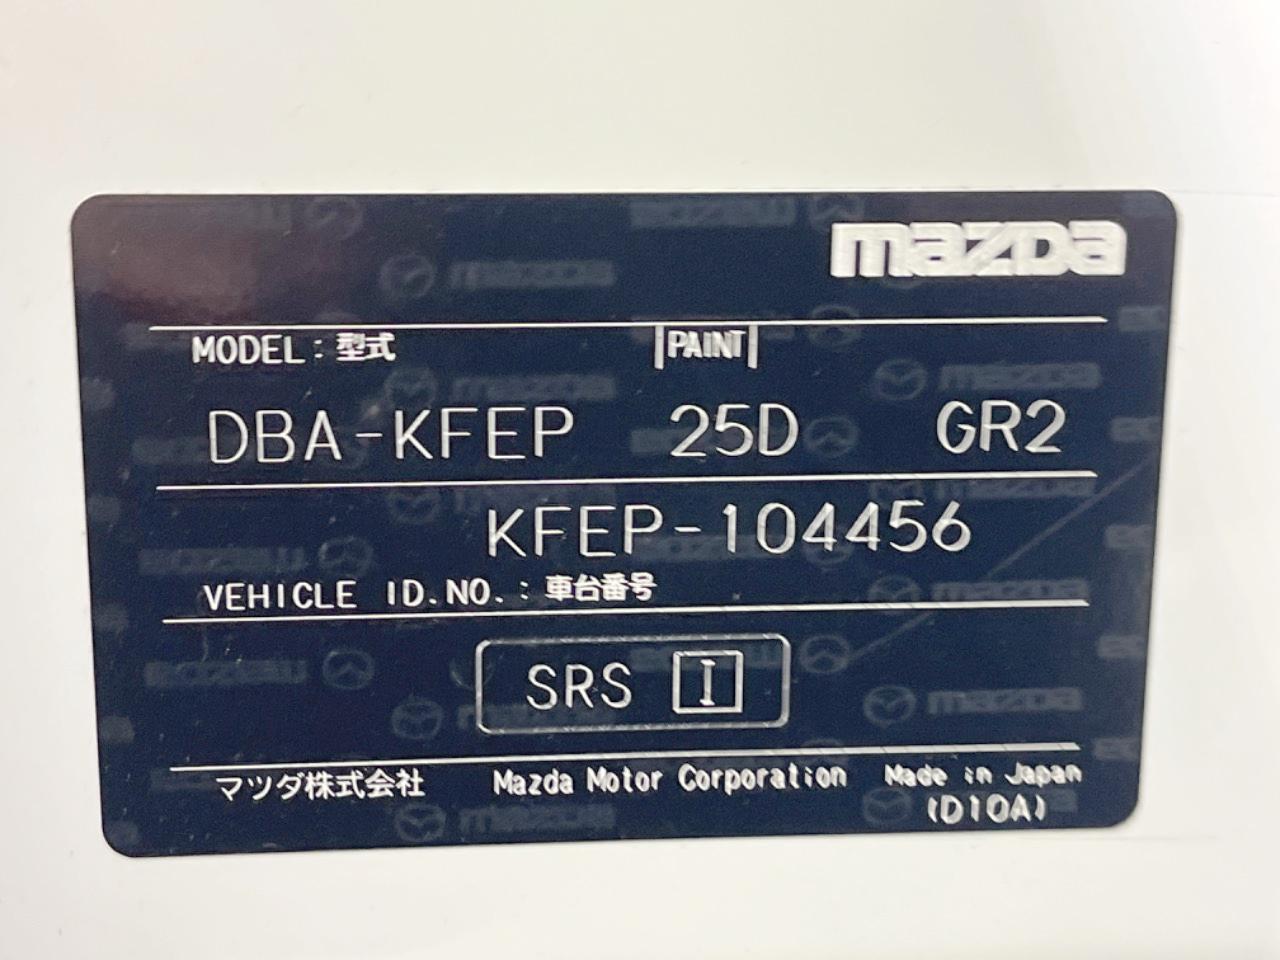 mazda
MODEL : 型式 PAINT
DBA-KFEP 25D GR2
KFEP-104456
VEHICLE ID.NO. : 車台番号
SRS I
マツダ株式会社 Mazda Motor Corporation Made in Japan
(D10A)